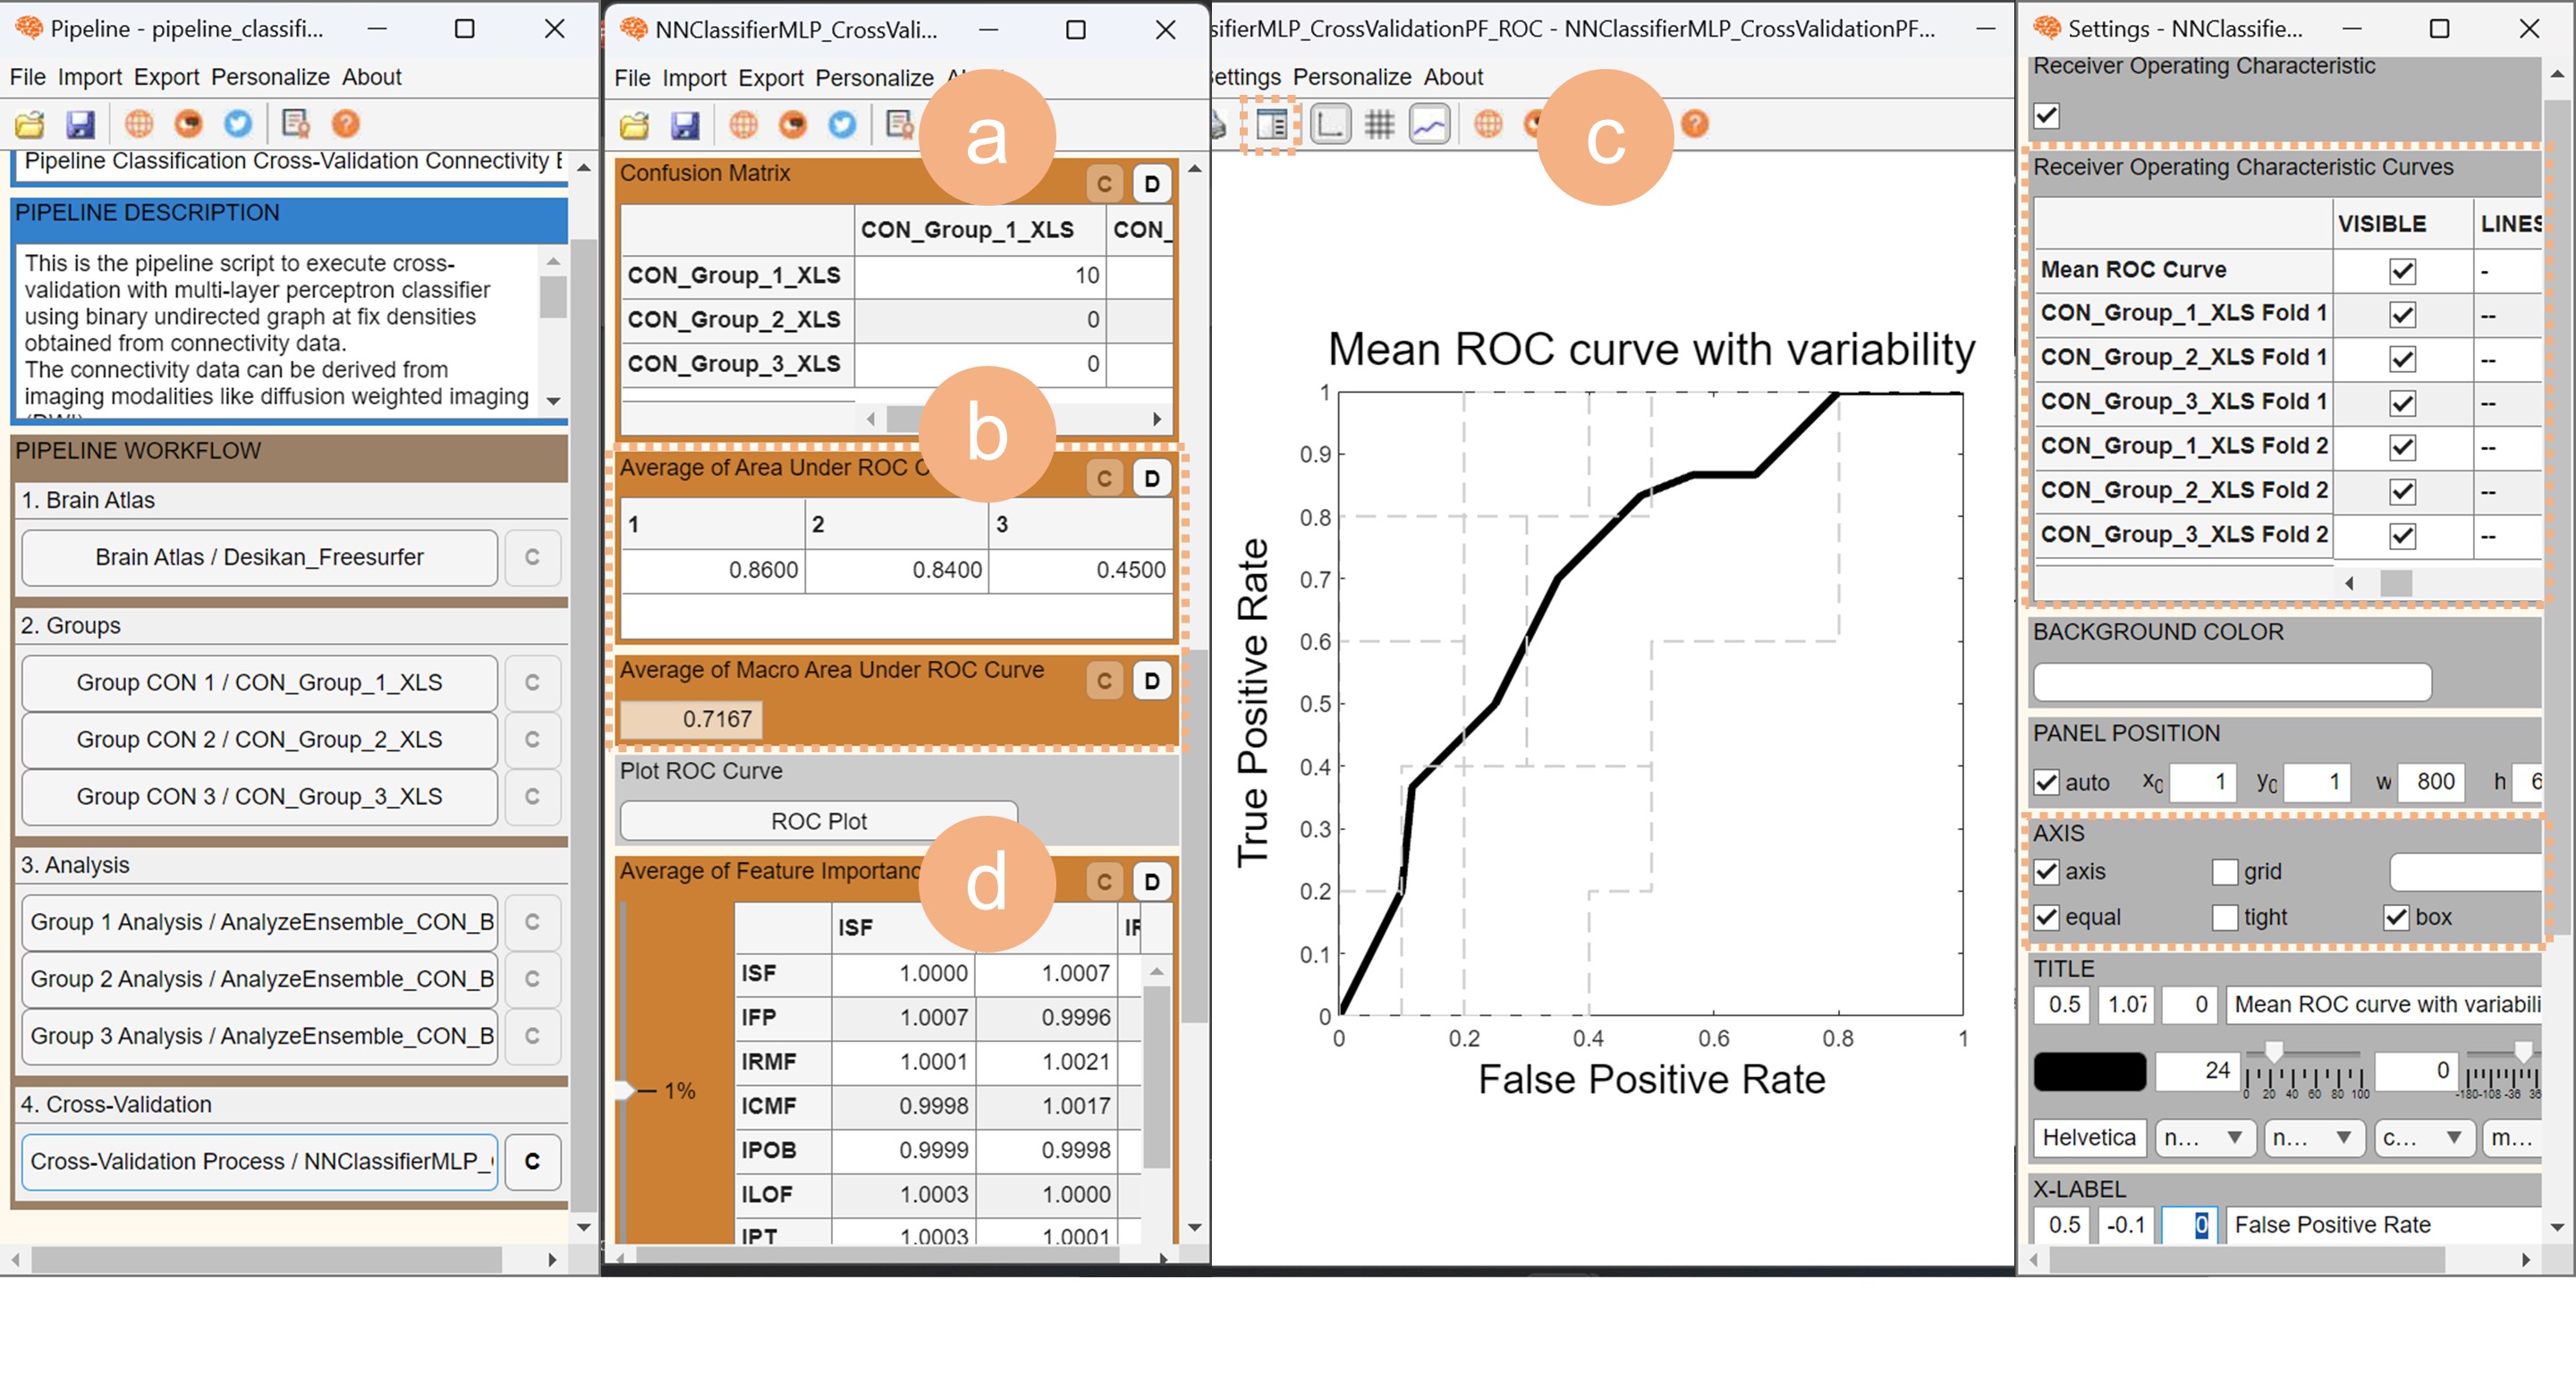 Pipeline - pipeline_classifi...
File Import Export Personalize About
Pipeline Classification Cross-Validation Connectivity
PIPELINE DESCRIPTION
This is the pipeline script to execute cross-
validation with multi-layer perceptron classifier
using binary undirected graph at fix densities
obtained from connectivity data.
The connectivity data can be derived from
imaging modalities like diffusion weighted imaging
PIPELINE WORKFLOW
1. Brain Atlas
Brain Atlas / Desikan_Freesurfer C
2. Groups
Group CON 1 / CON_Group_1_XLS C
Group CON 2 / CON_Group_2_XLS C
Group CON 3 / CON_Group_3_XLS C
3. Analysis
Group 1 Analysis / AnalyzeEnsemble_CON_B C
Group 2 Analysis / AnalyzeEnsemble_CON_B C
Group 3 Analysis / AnalyzeEnsemble_CON_B C
4. Cross-Validation
Cross-Validation Process / NNClassifierMLP_ C
NNClassifierMLP_CrossVali...
File Import Export Personalize
a
Confusion Matrix C D
CON_Group_1_XLS CON_
CON_Group_1_XLS 10
CON_Group_2_XLS 0
CON_Group_3_XLS 0
b
Average of Area Under ROC C D
1 2 3
0.8600 0.8400 0.4500
Average of Macro Area Under ROC Curve C D
0.7167
Plot ROC Curve
ROC Plot
d
Average of Feature Importanc C D
ISF
ISF 1.0000 1.0007
IFP 1.0007 0.9996
IRMF 1.0001 1.0021
ICMF 0.9998 1.0017
IPOB 0.9999 0.9998
ILOF 1.0003 1.0000
IPT 1.0003 1.0001
1%
sifierMLP_CrossValidationPF_ROC - NNClassifierMLP_CrossValidationPF...
Settings Personalize About
c
Mean ROC curve with variability
True Positive Rate
1
0.9
0.8
0.7
0.6
0.5
0.4
0.3
0.2
0.1
0
0 0.2 0.4 0.6 0.8 1
False Positive Rate
Settings - NNClassifie...
Receiver Operating Characteristic
Receiver Operating Characteristic Curves
VISIBLE LINES
Mean ROC Curve -
CON_Group_1_XLS Fold 1 --
CON_Group_2_XLS Fold 1 --
CON_Group_3_XLS Fold 1 --
CON_Group_1_XLS Fold 2 --
CON_Group_2_XLS Fold 2 --
CON_Group_3_XLS Fold 2 --
BACKGROUND COLOR
PANEL POSITION
auto x0 1 y0 1 w 800 h 6
AXIS
axis grid
equal tight box
TITLE
0.5 1.07 0 Mean ROC curve with variabili
24 0
0 20 40 60 80 100 -180-108 -36 36
Helvetica n... n... c... m...
X-LABEL
0.5 -0.1 0 False Positive Rate